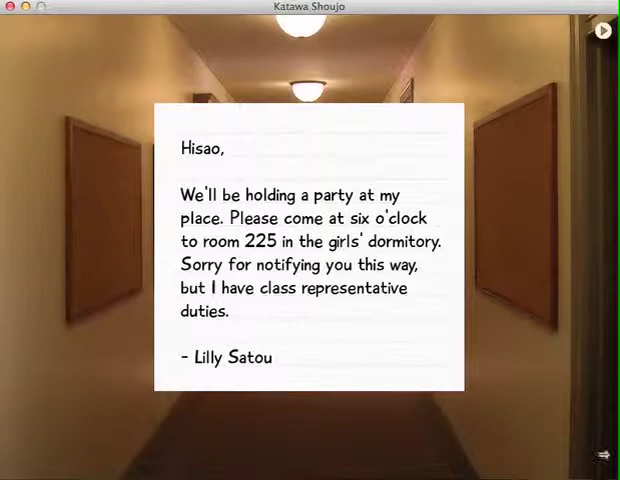 Katawa Shoujo
Hisao,
We'll be holding a party at my
place. Please come at six o'clock
to room 225 in the girls' dormitory.
Sorry for notifying you this way,
but I have class representative
duties.
- Lilly Satou